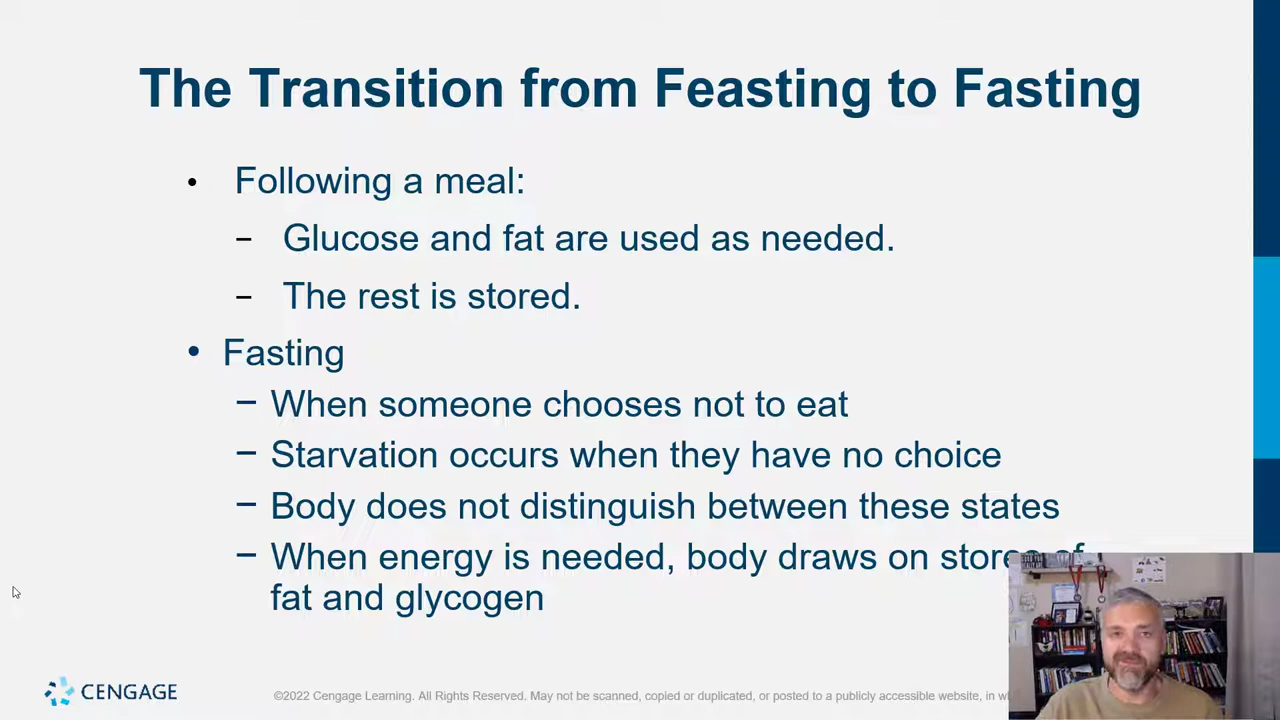 The Transition from Feasting to Fasting
• Following a meal:
– Glucose and fat are used as needed.
– The rest is stored.
• Fasting
– When someone chooses not to eat
– Starvation occurs when they have no choice
– Body does not distinguish between these states
– When energy is needed, body draws on stores of
fat and glycogen
CENGAGE
©2022 Cengage Learning. All Rights Reserved. May not be scanned, copied or duplicated, or posted to a publicly accessible website, in